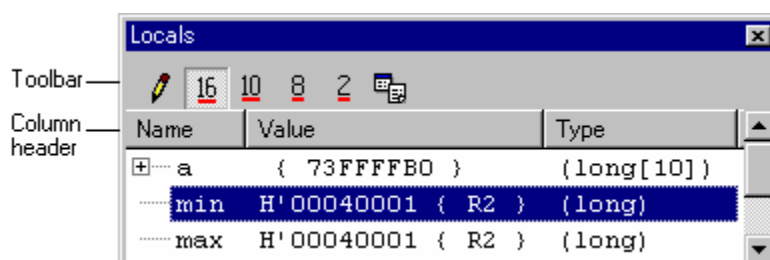 Locals
Toolbar 16 10 8 2
Column header
Name Value Type
a { 73FFFFB0 } (long[10])
min H'00040001 { R2 } (long)
max H'00040001 { R2 } (long)